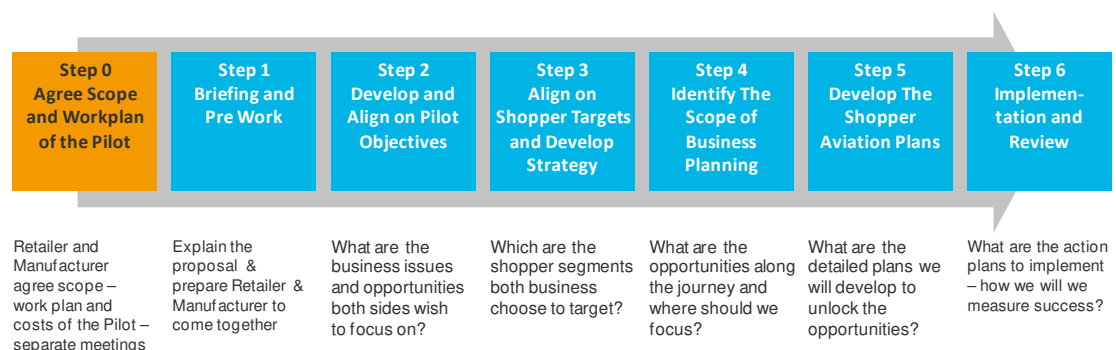 Step 0
Agree Scope
and Workplan
of the Pilot
Step 1
Briefing and
Pre Work
Step 2
Develop and
Align on Pilot
Objectives
Step 3
Align on
Shopper Targets
and Develop
Strategy
Step 4
Identify The
Scope of
Business
Planning
Step 5
Develop The
Shopper
Aviation Plans
Step 6
Implemen-
tation and
Review
Retailer and
Manufacturer
agree scope –
work plan and
costs of the Pilot –
separate meetings
Explain the
proposal &
prepare Retailer &
Manufacturer to
come together
What are the
business issues
and opportunities
both sides wish
to focus on?
Which are the
shopper segments
both business
choose to target?
What are the
opportunities along
the journey and
where should we
focus?
What are the
detailed plans we
will develop to
unlock the
opportunities?
What are the action
plans to implement
– how we will we
measure success?